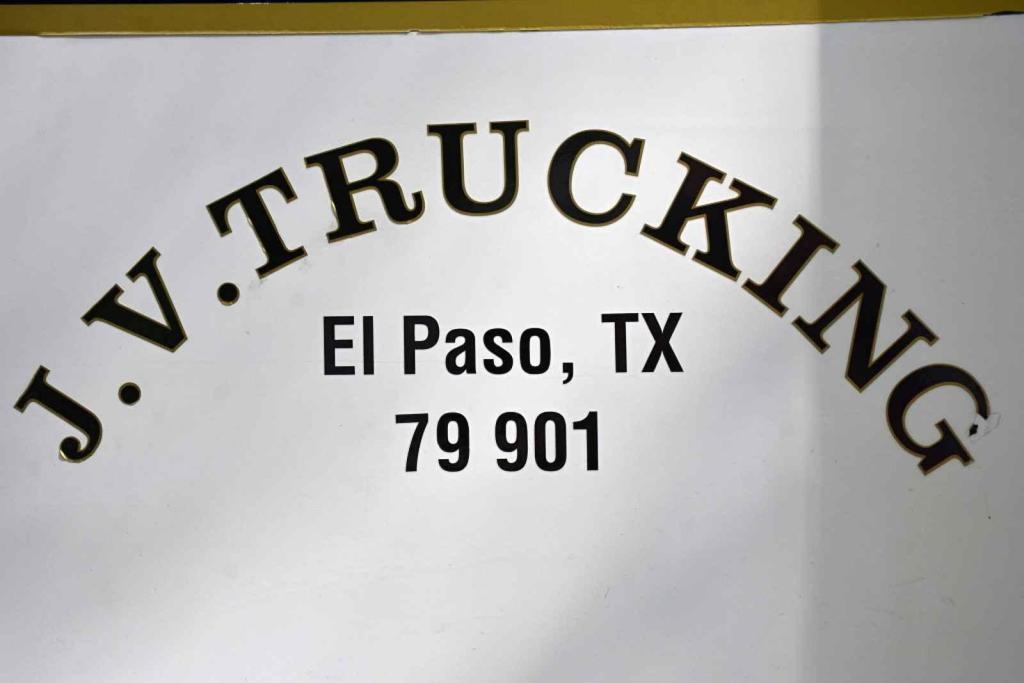 J.V. TRUCKING
El Paso, TX
79 901